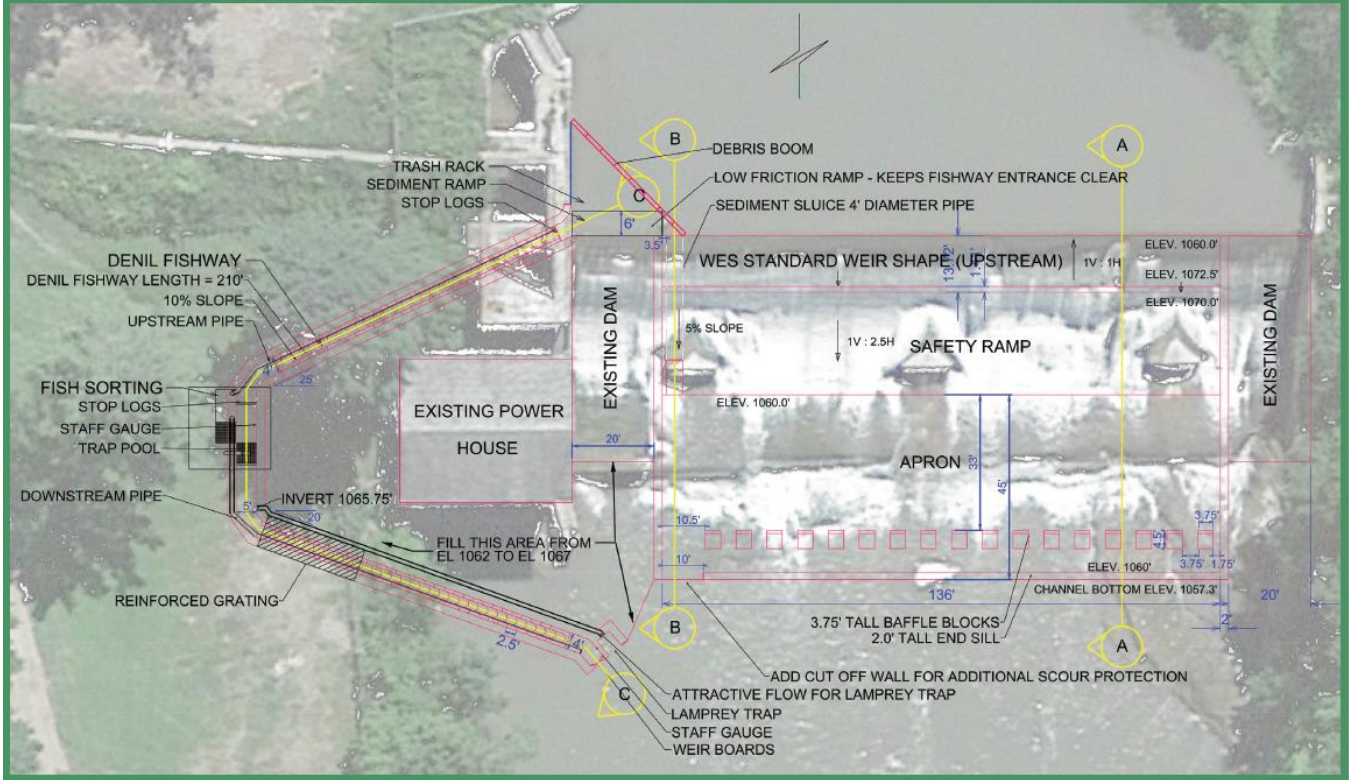 B
DEBRIS BOOM
A
TRASH RACK
LOW FRICTION RAMP - KEEPS FISHWAY ENTRANCE CLEAR
SEDIMENT RAMP
C
SEDIMENT SLUICE 4' DIAMETER PIPE
STOP LOGS
6'
3.5'
ELEV. 1060.0'
DENIL FISHWAY
WES STANDARD WEIR SHAPE (UPSTREAM)
1V : 1H
DENIL FISHWAY LENGTH = 210'
ELEV. 1072.5'
10% SLOPE
ELEV. 1070.0'
UPSTREAM PIPE
5% SLOPE
1V : 2.5H
SAFETY RAMP
EXISTING DAM
EXISTING DAM
4'
25'
FISH SORTING
STOP LOGS
ELEV. 1060.0'
EXISTING POWER
HOUSE
STAFF GAUGE
20'
TRAP POOL
33'
45'
APRON
DOWNSTREAM PIPE
INVERT 1065.75'
5'
20'
10.5'
3.75'
4.5'
FILL THIS AREA FROM
EL 1062 TO EL 1067
10'
3.75'
1.75'
ELEV. 1060'
CHANNEL BOTTOM ELEV. 1057.3'
REINFORCED GRATING
136'
20'
2'
2.5'
4'
B
3.75' TALL BAFFLE BLOCKS
2.0' TALL END SILL
A
ADD CUT OFF WALL FOR ADDITIONAL SCOUR PROTECTION
C
ATTRACTIVE FLOW FOR LAMPREY TRAP
LAMPREY TRAP
STAFF GAUGE
WEIR BOARDS